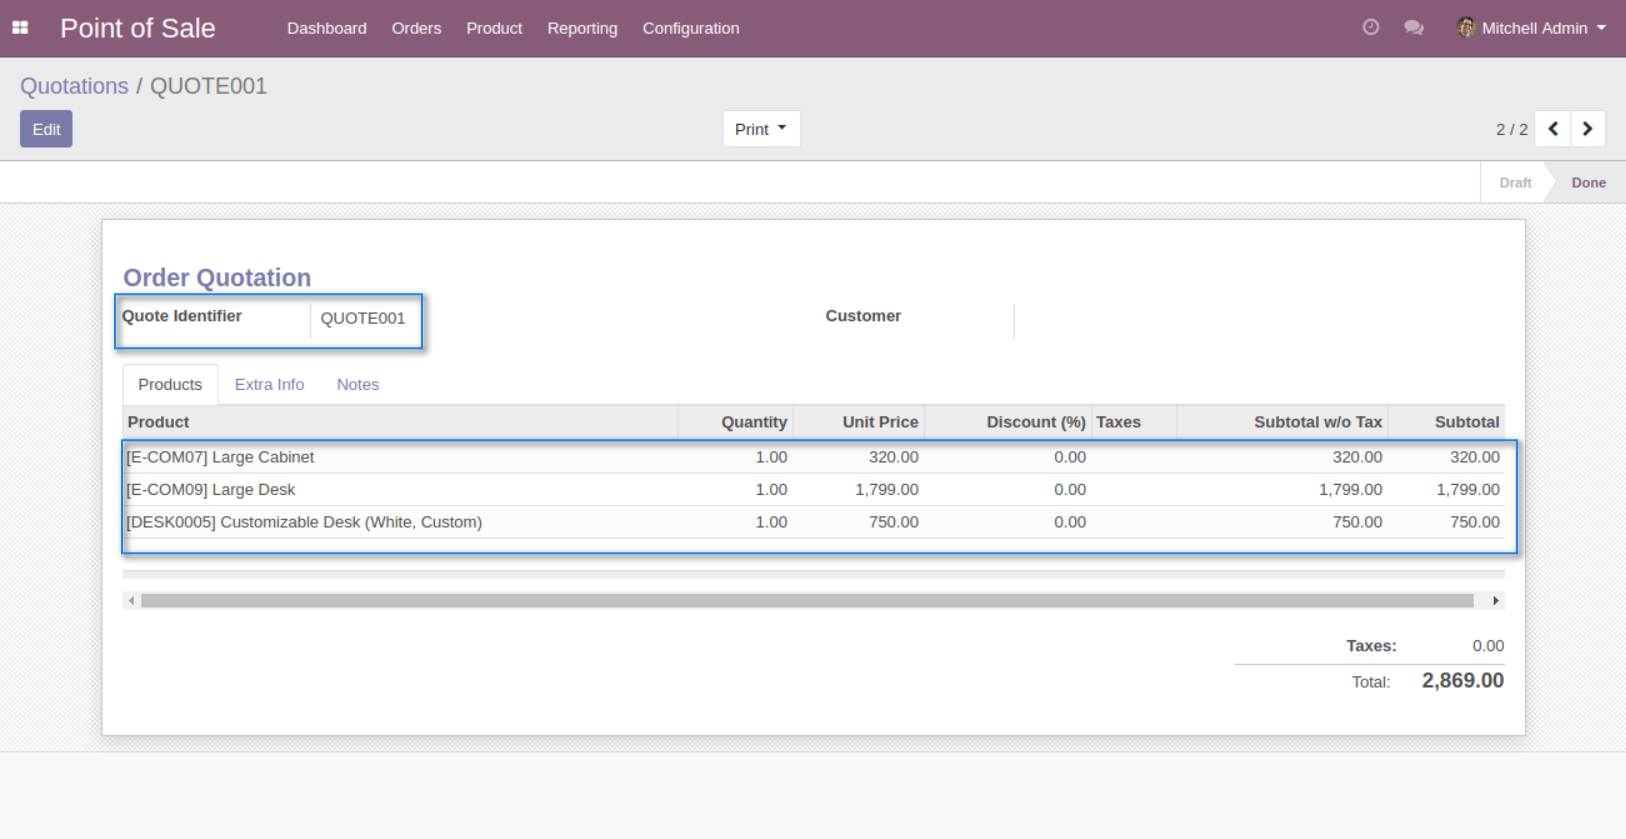 Point of Sale Dashboard Orders Product Reporting Configuration Mitchell Admin
Quotations / QUOTE001
Edit Print 2 / 2
Draft Done
Order Quotation
Quote Identifier QUOTE001 Customer
Products Extra Info Notes
Product Quantity Unit Price Discount (%) Taxes Subtotal w/o Tax Subtotal
[E-COM07] Large Cabinet 1.00 320.00 0.00 320.00 320.00
[E-COM09] Large Desk 1.00 1,799.00 0.00 1,799.00 1,799.00
[DESK0005] Customizable Desk (White, Custom) 1.00 750.00 0.00 750.00 750.00
Taxes: 0.00
Total: 2,869.00